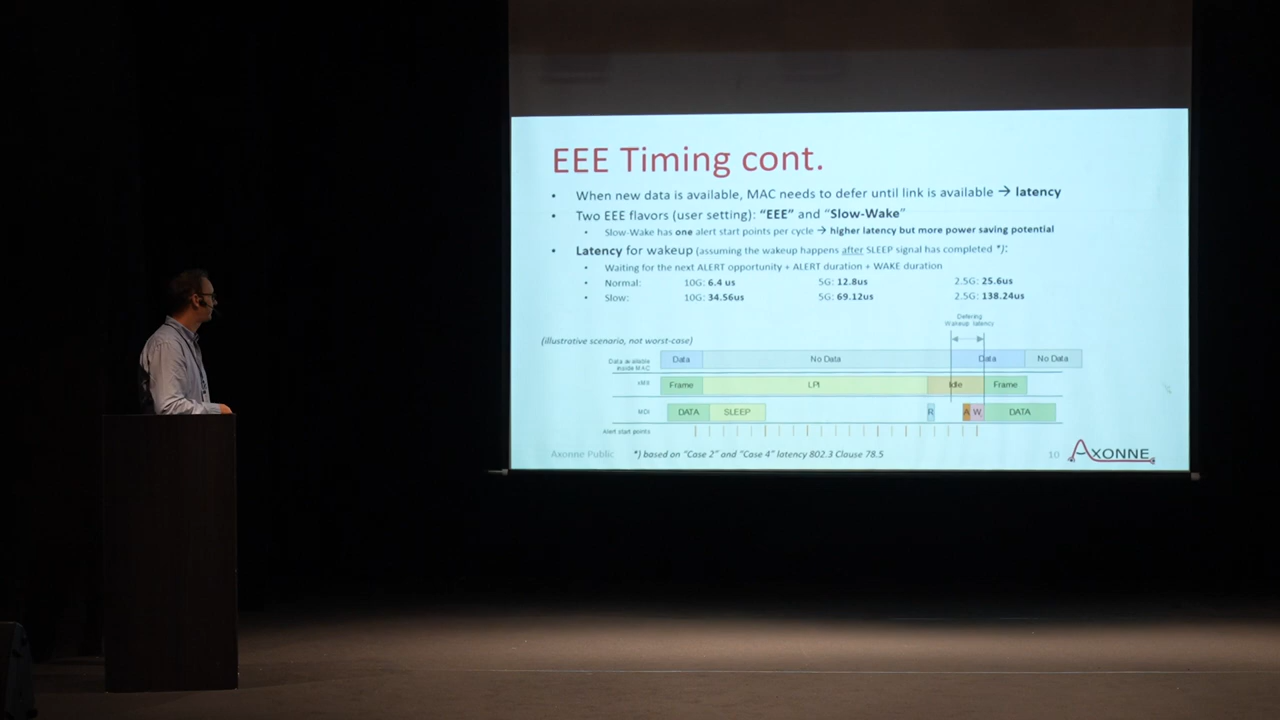 EEE Timing cont.
• When new data is available, MAC needs to defer until link is available → latency
• Two EEE flavors (user setting): “EEE” and “Slow-Wake”
• Slow-Wake has one alert start points per cycle → higher latency but more power saving potential
• Latency for wakeup (assuming the wakeup happens after SLEEP signal has completed *):
• Waiting for the next ALERT opportunity + ALERT duration + WAKE duration
• Normal: 10G: 6.4 us 5G: 12.8us 2.5G: 25.6us
• Slow: 10G: 34.56us 5G: 69.12us 2.5G: 138.24us
Defering
Wakeup latency
(illustrative scenario, not worst-case)
Data available
inside MAC
Data No Data Data No Data
xMII Frame LPI Idle Frame
MDI DATA SLEEP R A W DATA
Alert start points
Axonne Public *) based on “Case 2” and “Case 4” latency 802.3 Clause 78.5 10 AXONNE